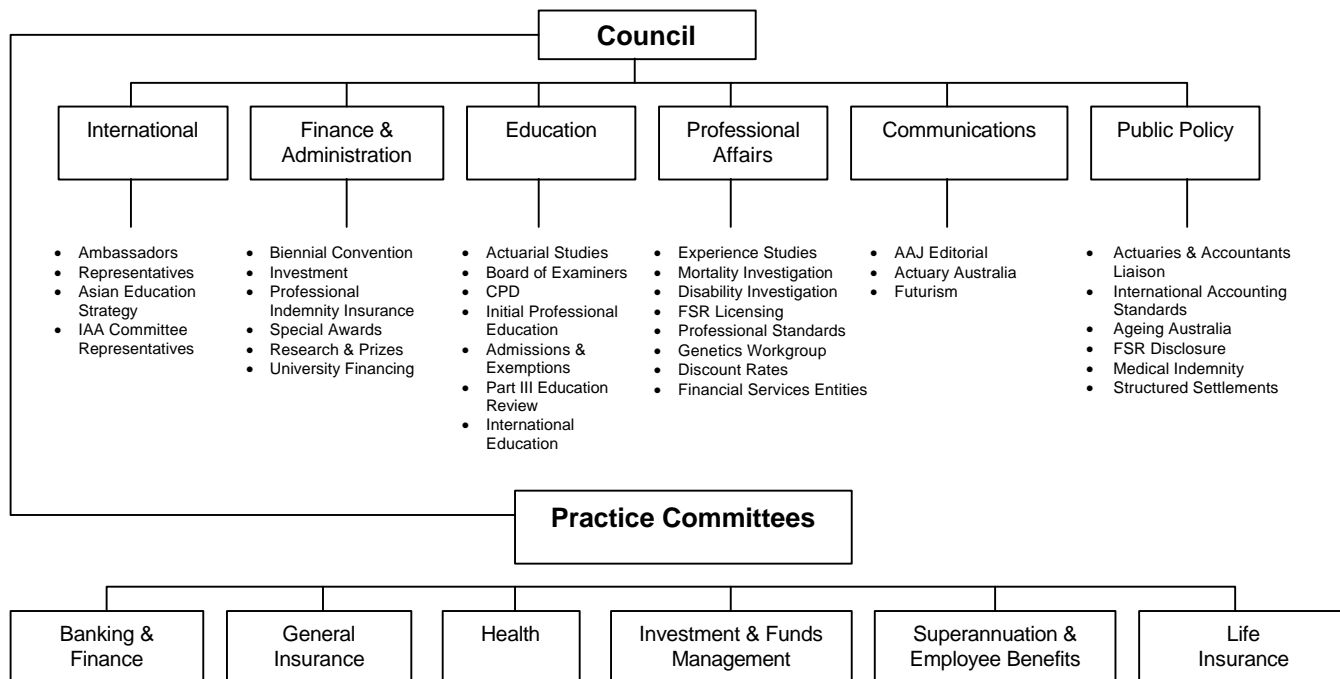 Council
International
Finance &
Administration
Education
Professional
Affairs
Communications
Public Policy
• Ambassadors
• Representatives
• Asian Education
Strategy
• IAA Committee
Representatives
• Biennial Convention
• Investment
• Professional
Indemnity Insurance
• Special Awards
• Research & Prizes
• University Financing
• Actuarial Studies
• Board of Examiners
• CPD
• Initial Professional
Education
• Admissions &
Exemptions
• Part III Education
Review
• International
Education
• Experience Studies
• Mortality Investigation
• Disability Investigation
• FSR Licensing
• Professional Standards
• Genetics Workgroup
• Discount Rates
• Financial Services Entities
• AAJ Editorial
• Actuary Australia
• Futurism
• Actuaries & Accountants
Liaison
• International Accounting
Standards
• Ageing Australia
• FSR Disclosure
• Medical Indemnity
• Structured Settlements
Practice Committees
Banking &
Finance
General
Insurance
Health
Investment & Funds
Management
Superannuation &
Employee Benefits
Life
Insurance